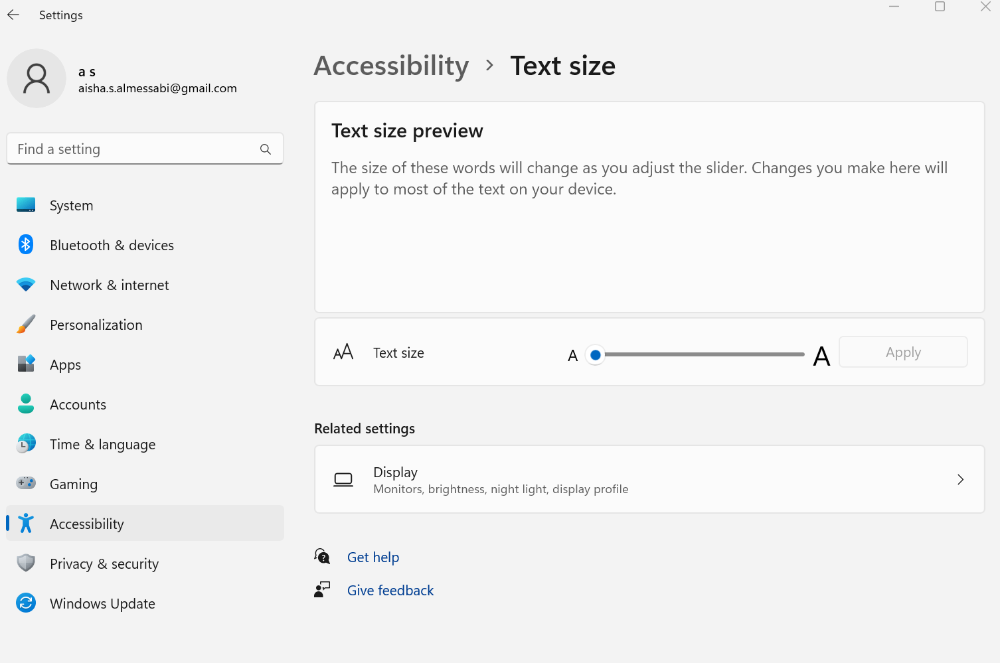 Settings
a s
aisha.s.almessabi@gmail.com
Find a setting
System
Bluetooth & devices
Network & internet
Personalization
Apps
Accounts
Time & language
Gaming
Accessibility
Privacy & security
Windows Update
Accessibility > Text size
Text size preview
The size of these words will change as you adjust the slider. Changes you make here will
apply to most of the text on your device.
Text size
A
A
Apply
Related settings
Display
Monitors, brightness, night light, display profile
Get help
Give feedback